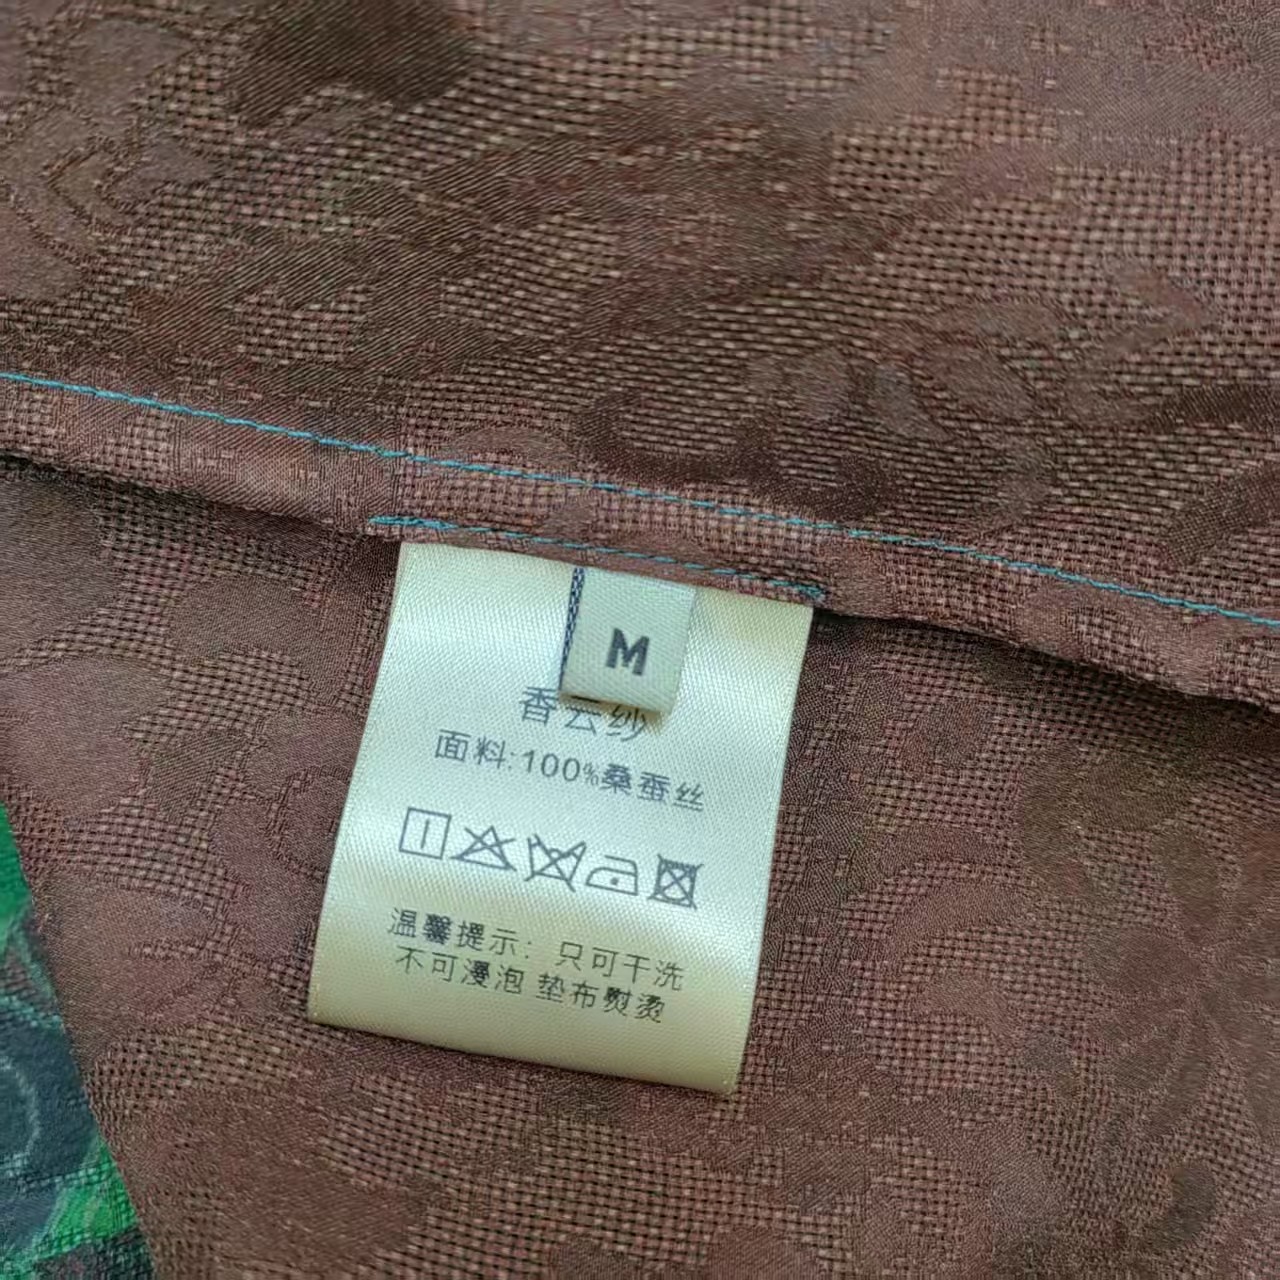 M
香云纱
面料:100%桑蚕丝
温馨提示: 只可干洗
不可漫泡 垫布熨烫